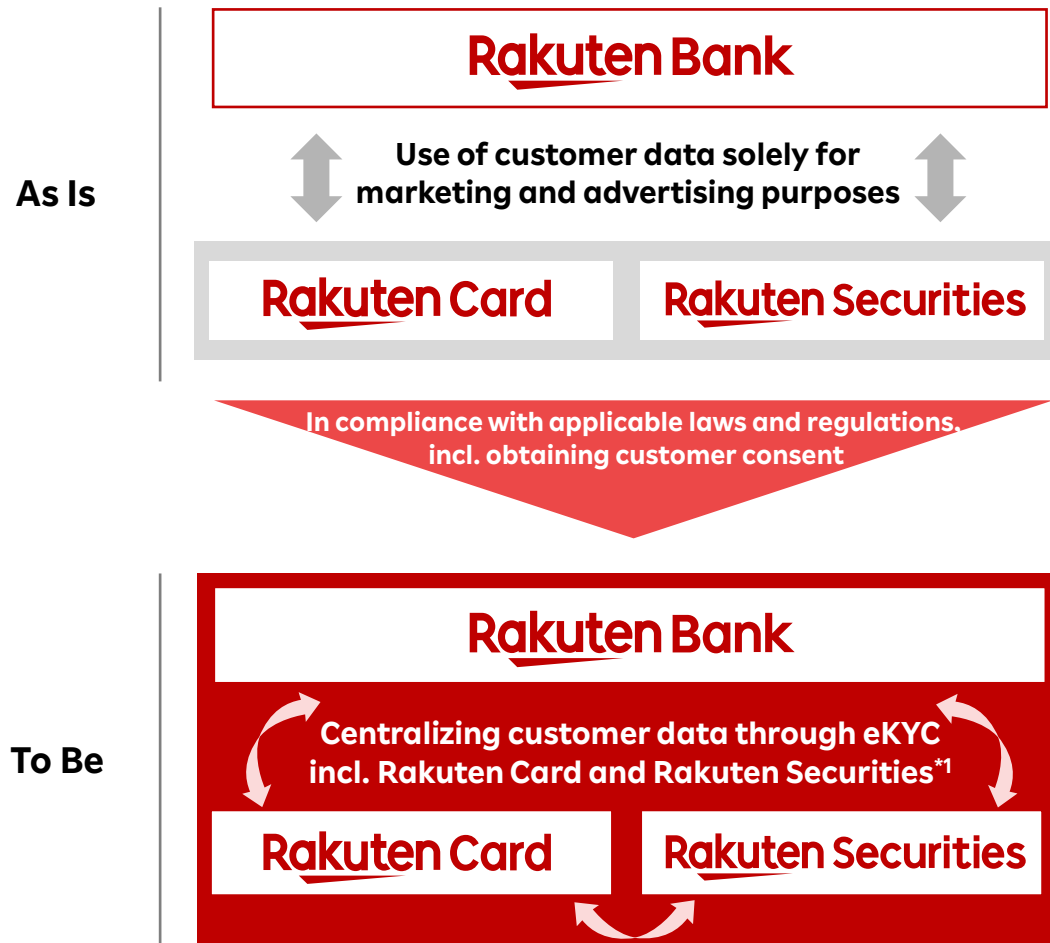 Rakuten Bank
As Is
Use of customer data solely for
marketing and advertising purposes
Rakuten Card
Rakuten Securities
In compliance with applicable laws and regulations,
incl. obtaining customer consent
Rakuten Bank
To Be
Centralizing customer data through eKYC
incl. Rakuten Card and Rakuten Securities*1
Rakuten Card
Rakuten Securities